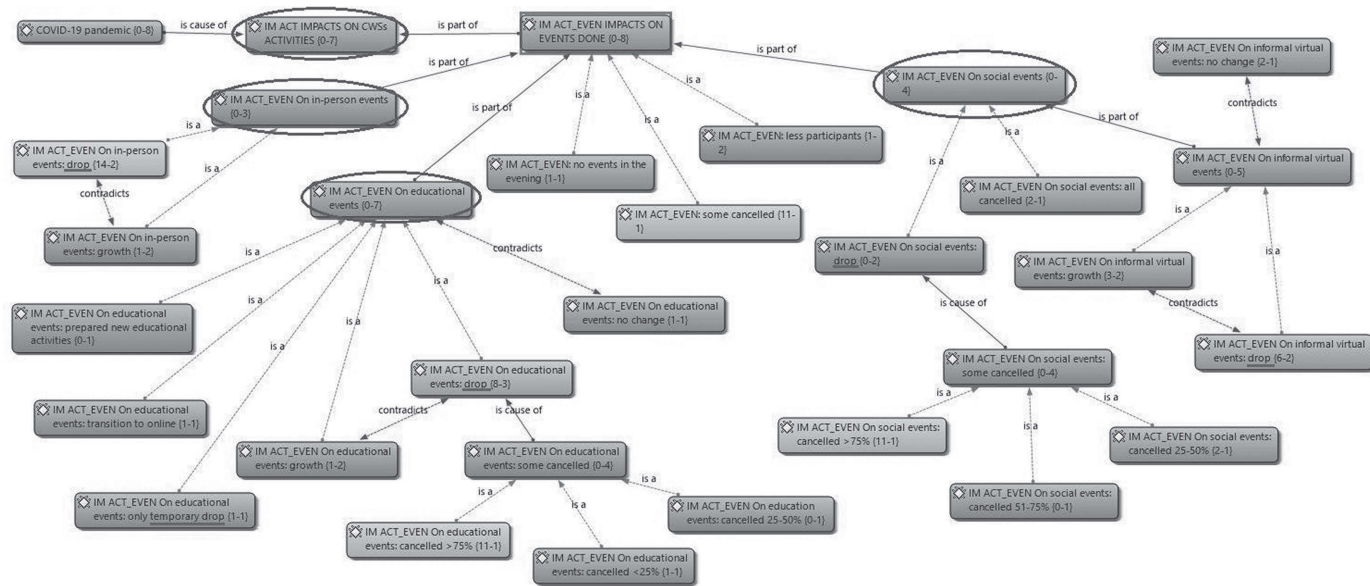 COVID-19 pandemic {0-8}
is cause of
IM ACT IMPACTS ON CWSs
ACTIVITIES {0-7}
is part of
IM ACT_EVEN IMPACTS ON
EVENTS DONE {0-8}
is part of
IM ACT_EVEN On informal virtual
events: no change {2-1}
is part of
IM ACT_EVEN On social events {0-
4}
contradicts
IM ACT_EVEN On in-person events
{0-3}
is a
is a
is a
is part of
is part of
is a
IM ACT_EVEN On in-person
events: drop {14-2}
is a
is a
IM ACT_EVEN: less participants {1-
2}
is a
is a
IM ACT_EVEN On informal virtual
events {0-5}
contradicts
IM ACT_EVEN: no events in the
evening {1-1}
IM ACT_EVEN On educational
events {0-7}
IM ACT_EVEN On social events: all
cancelled {2-1}
IM ACT_EVEN: some cancelled {11-
1}
is a
IM ACT_EVEN On in-person
events: growth {1-2}
contradicts
IM ACT_EVEN On social events:
drop {0-2}
is a
is a
IM ACT_EVEN On informal virtual
events: growth {3-2}
is a
is a
IM ACT_EVEN On educational
events: prepared new educational
activities {0-1}
IM ACT_EVEN On educational
events: no change {1-1}
is cause of
contradicts
is a
is a
IM ACT_EVEN On informal virtual
events: drop {6-2}
IM ACT_EVEN On educational
events: drop {8-3}
IM ACT_EVEN On social events:
some cancelled {0-4}
IM ACT_EVEN On educational
events: transition to online {1-1}
contradicts
is cause of
is a
is a
is a
IM ACT_EVEN On social events:
cancelled >75% {11-1}
IM ACT_EVEN On social events:
cancelled 25-50% {2-1}
IM ACT_EVEN On educational
events: growth {1-2}
IM ACT_EVEN On educational
events: some cancelled {0-4}
IM ACT_EVEN On educational
events: only temporary drop {1-1}
is a
is a
is a
IM ACT_EVEN On education
events: cancelled 25-50% {0-1}
IM ACT_EVEN On social events:
cancelled 51-75% {0-1}
IM ACT_EVEN On educational
events: cancelled >75% {11-1}
IM ACT_EVEN On educational
events: cancelled <25% {1-1}